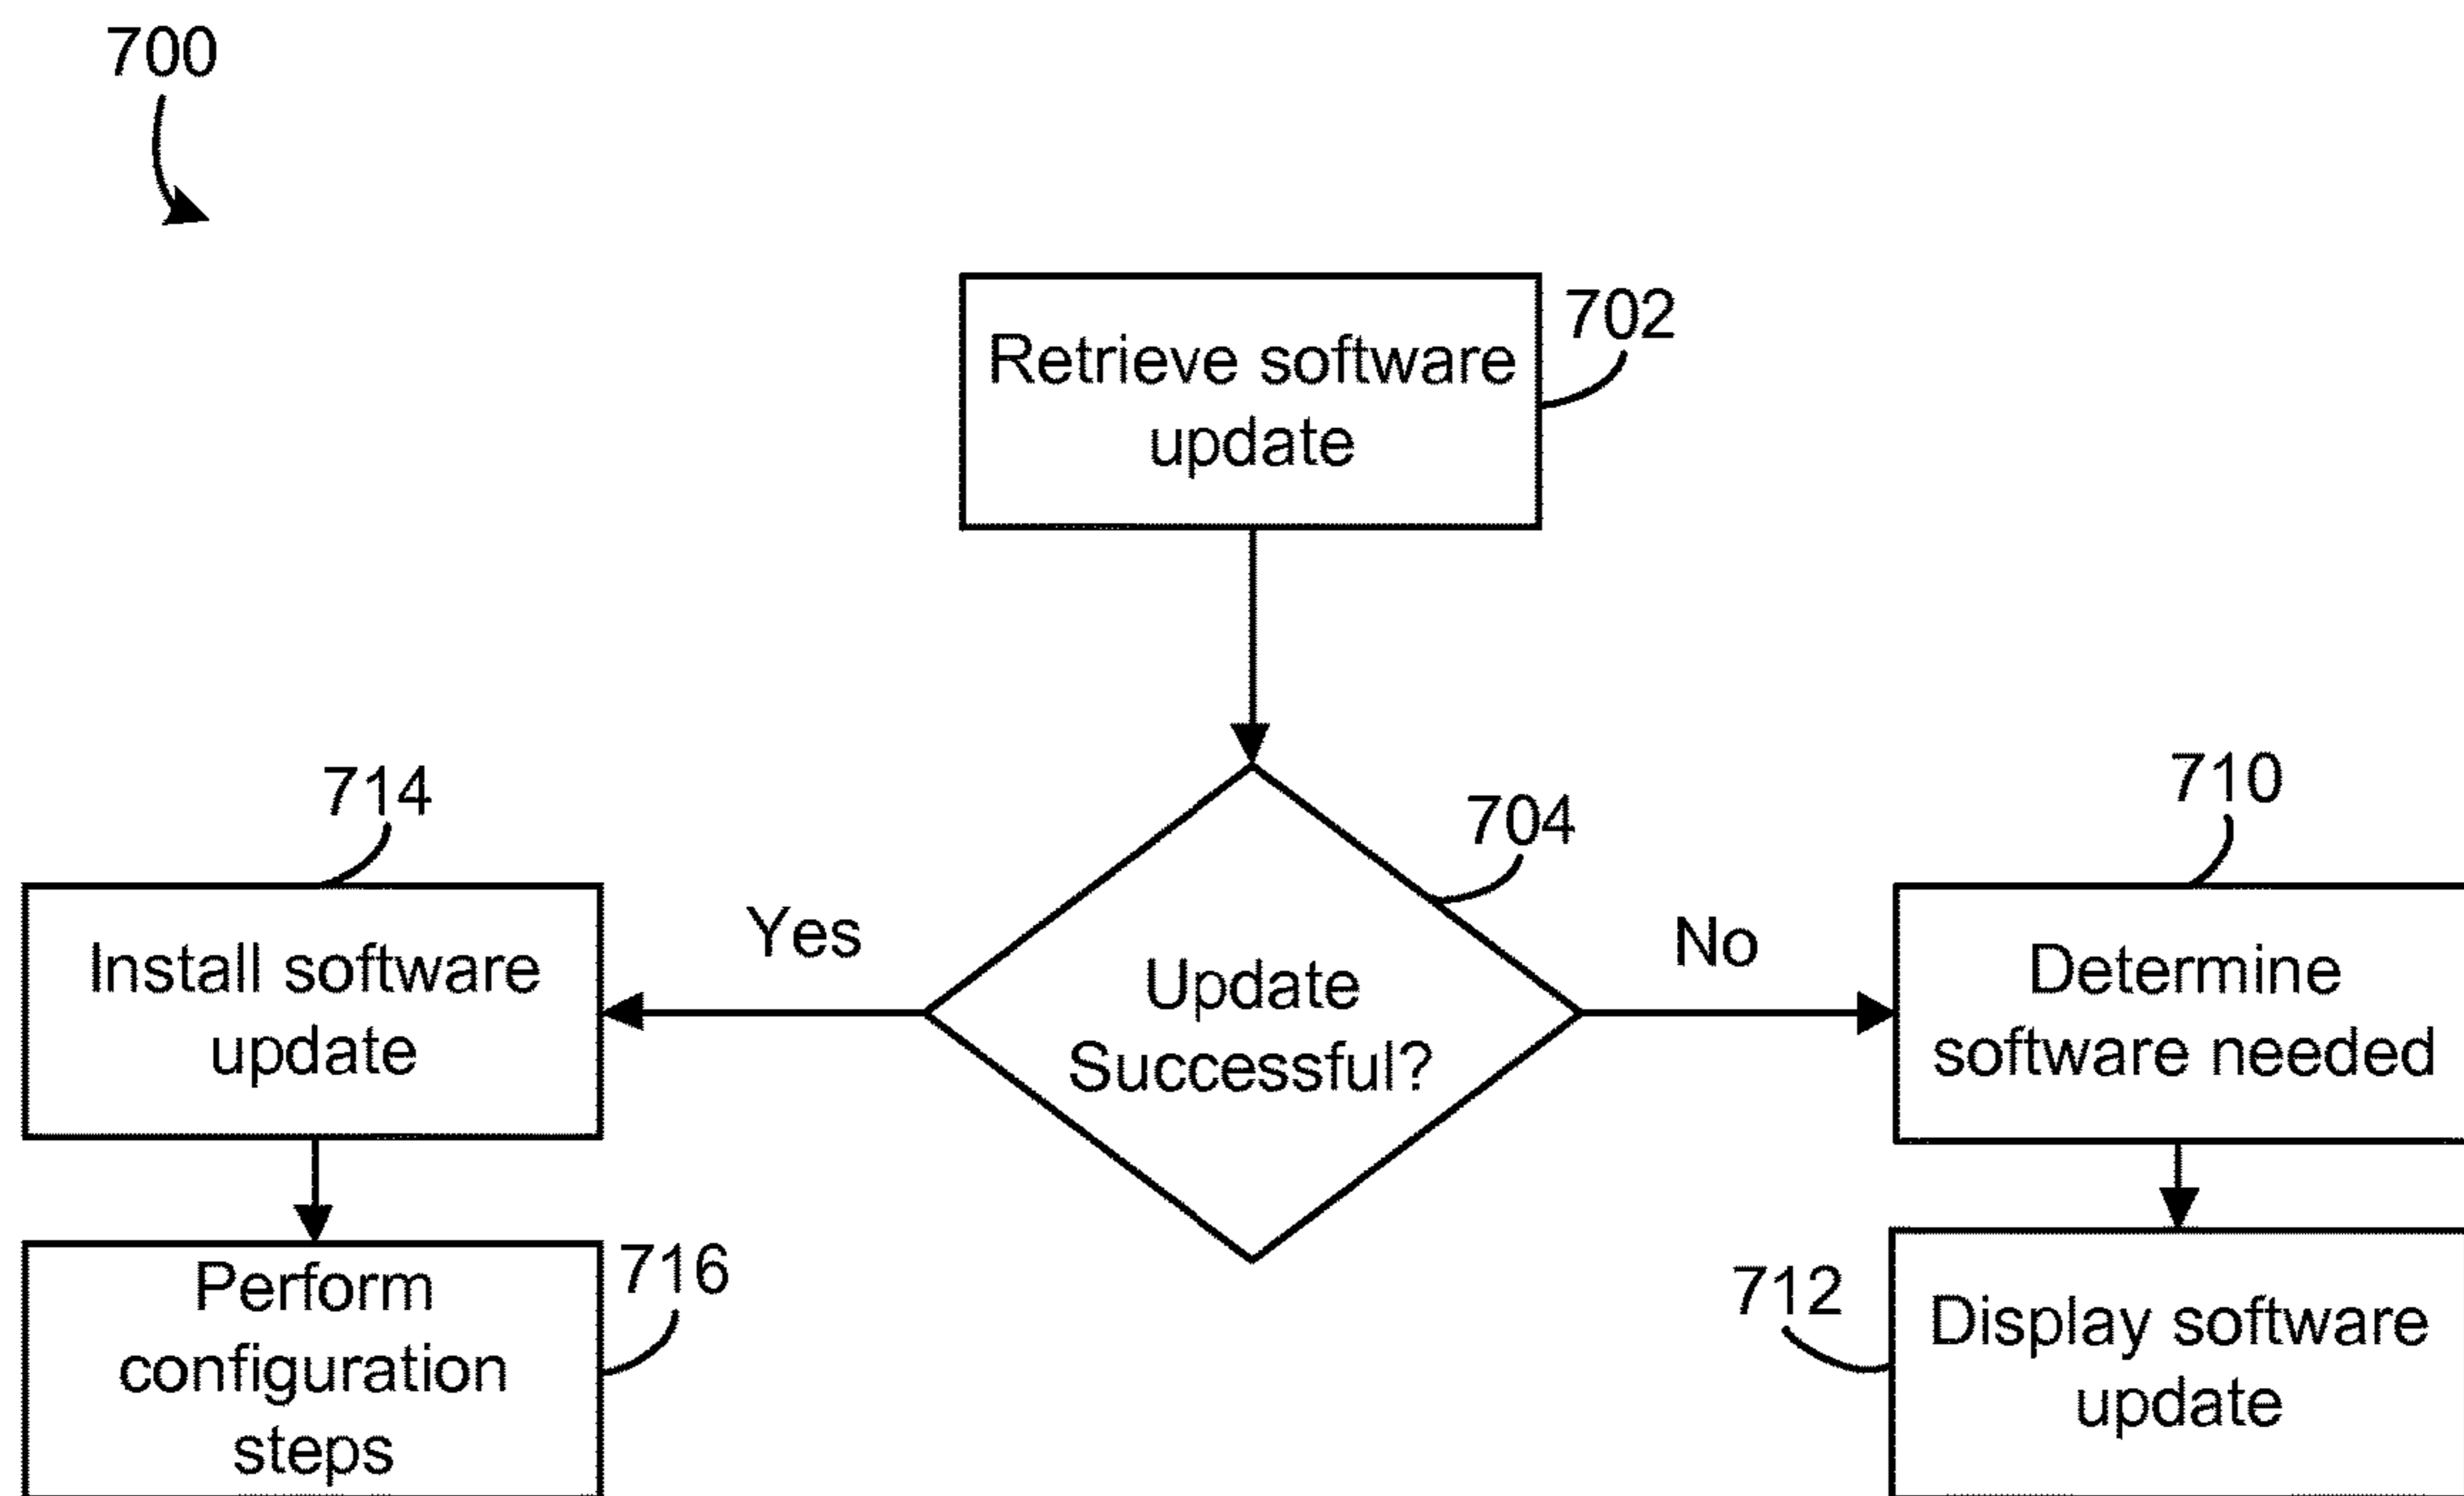 700
702
Retrieve software
update
714
704
710
Yes
No
Install software
update
Update
Successful?
Determine
software needed
716
712
Perform
configuration
steps
Display software
update